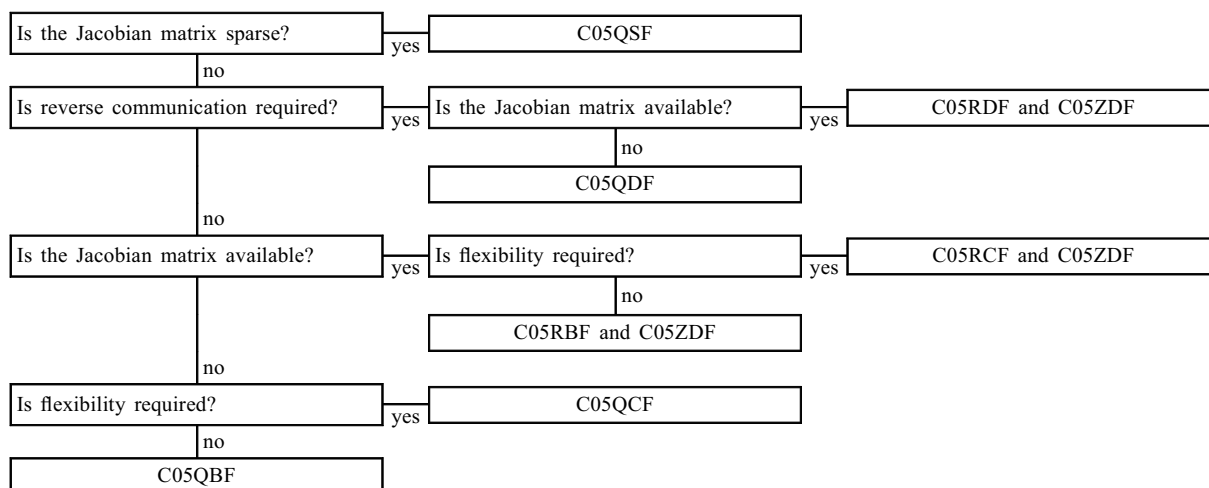 Is the Jacobian matrix sparse?
yes
C05QSF
no
Is reverse communication required?
yes
Is the Jacobian matrix available?
yes
C05RDF and C05ZDF
no
C05QDF
no
Is the Jacobian matrix available?
yes
Is flexibility required?
yes
C05RCF and C05ZDF
no
C05RBF and C05ZDF
no
Is flexibility required?
yes
C05QCF
no
C05QBF